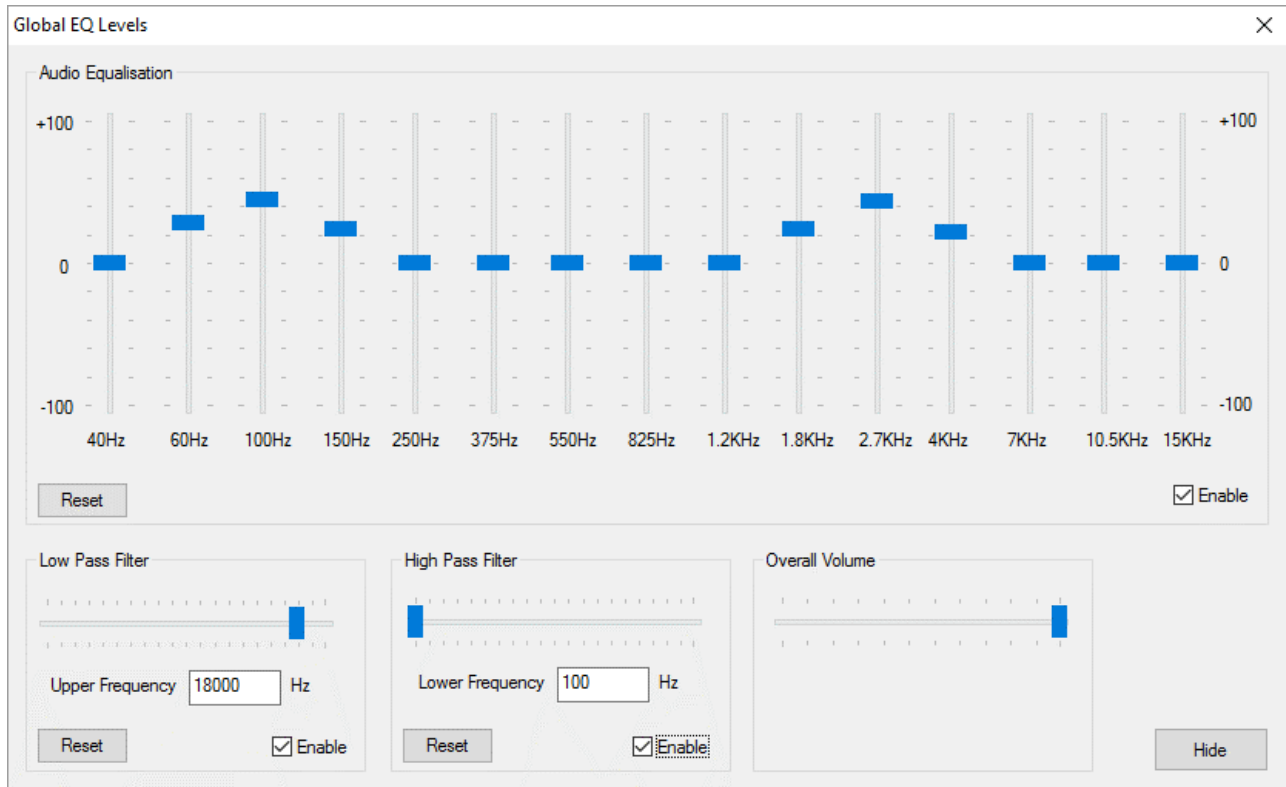 Global EQ Levels
Audio Equalisation
+100 +100
0 0
-100 -100
40Hz 60Hz 100Hz 150Hz 250Hz 375Hz 550Hz 825Hz 1.2KHz 1.8KHz 2.7KHz 4KHz 7KHz 10.5KHz 15KHz
Reset Enable
Low Pass Filter High Pass Filter Overall Volume
Upper Frequency 18000 Hz Lower Frequency 100 Hz
Reset Enable Reset Enable Hide